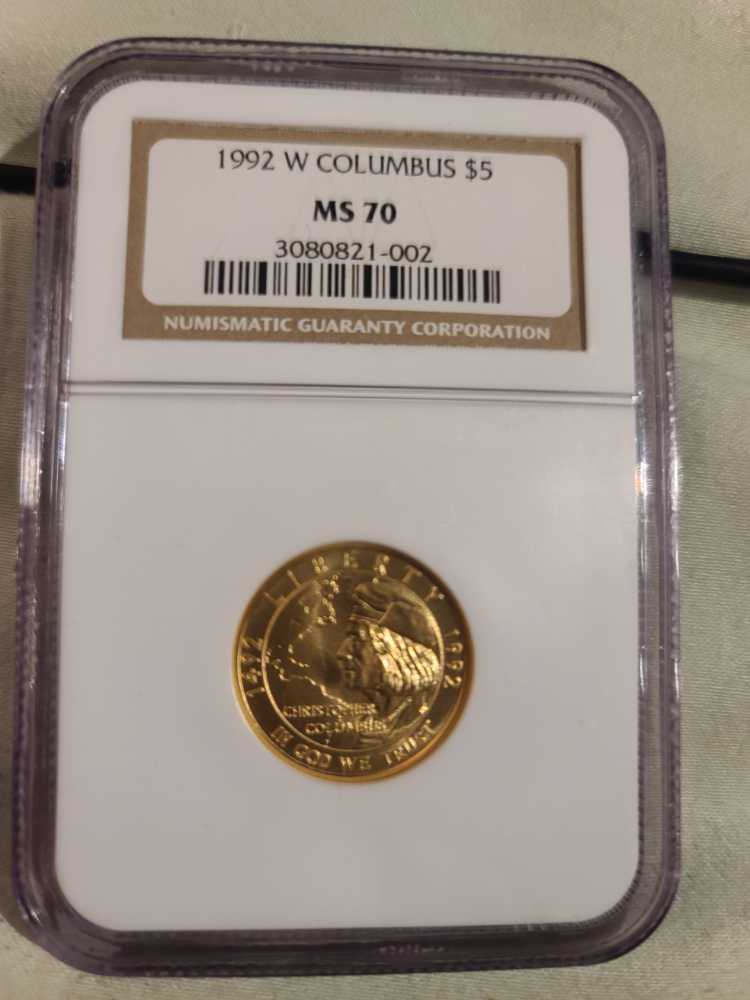 1992 W COLUMBUS $5
MS 70
3080821-002
NUMISMATIC GUARANTY CORPORATION
LIBERTY
1492
1992
CHRISTOPHER
COLUMBUS
IN GOD WE TRUST